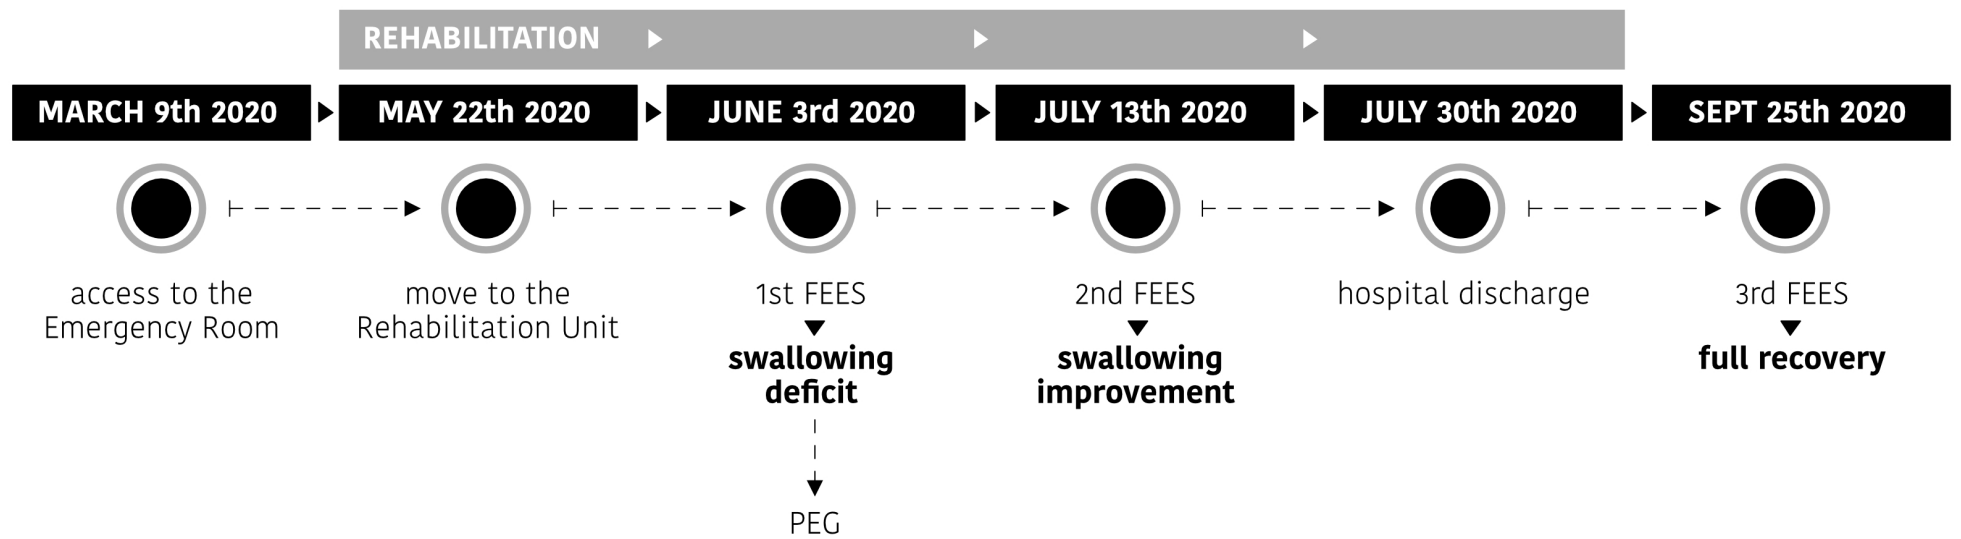 REHABILITATION
MARCH 9th 2020
MAY 22th 2020
JUNE 3rd 2020
JULY 13th 2020
JULY 30th 2020
SEPT 25th 2020
access to the
Emergency Room
move to the
Rehabilitation Unit
1st FEES
swallowing
deficit
PEG
2nd FEES
swallowing
improvement
hospital discharge
3rd FEES
full recovery